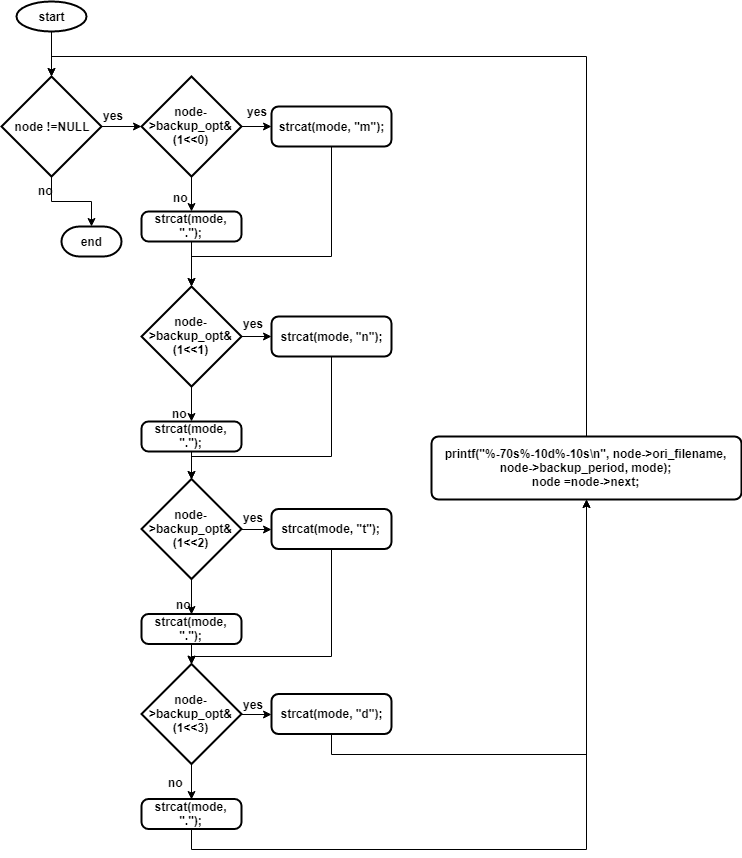 start
node !=NULL
yes
node-
>backup_opt&
(1<<0)
yes
strcat(mode, "m");
no
no
strcat(mode,
".");
end
node-
>backup_opt&
(1<<1)
yes
strcat(mode, "n");
no
strcat(mode,
".");
printf("%-70s%-10d%-10s\n", node->ori_filename,
node->backup_period, mode);
node =node->next;
node-
>backup_opt&
(1<<2)
yes
strcat(mode, "t");
no
strcat(mode,
".");
node-
>backup_opt&
(1<<3)
yes
strcat(mode, "d");
no
strcat(mode,
".");